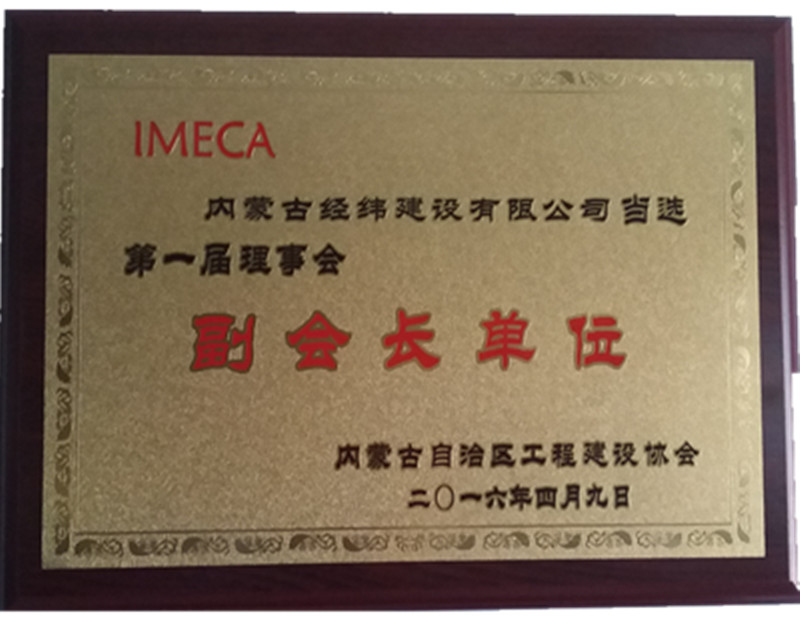 IMECA
内蒙古经纬建设有限公司当选
第一届理事会
副会长单位
内蒙古自治区工程建设协会
二〇一六年四月九日